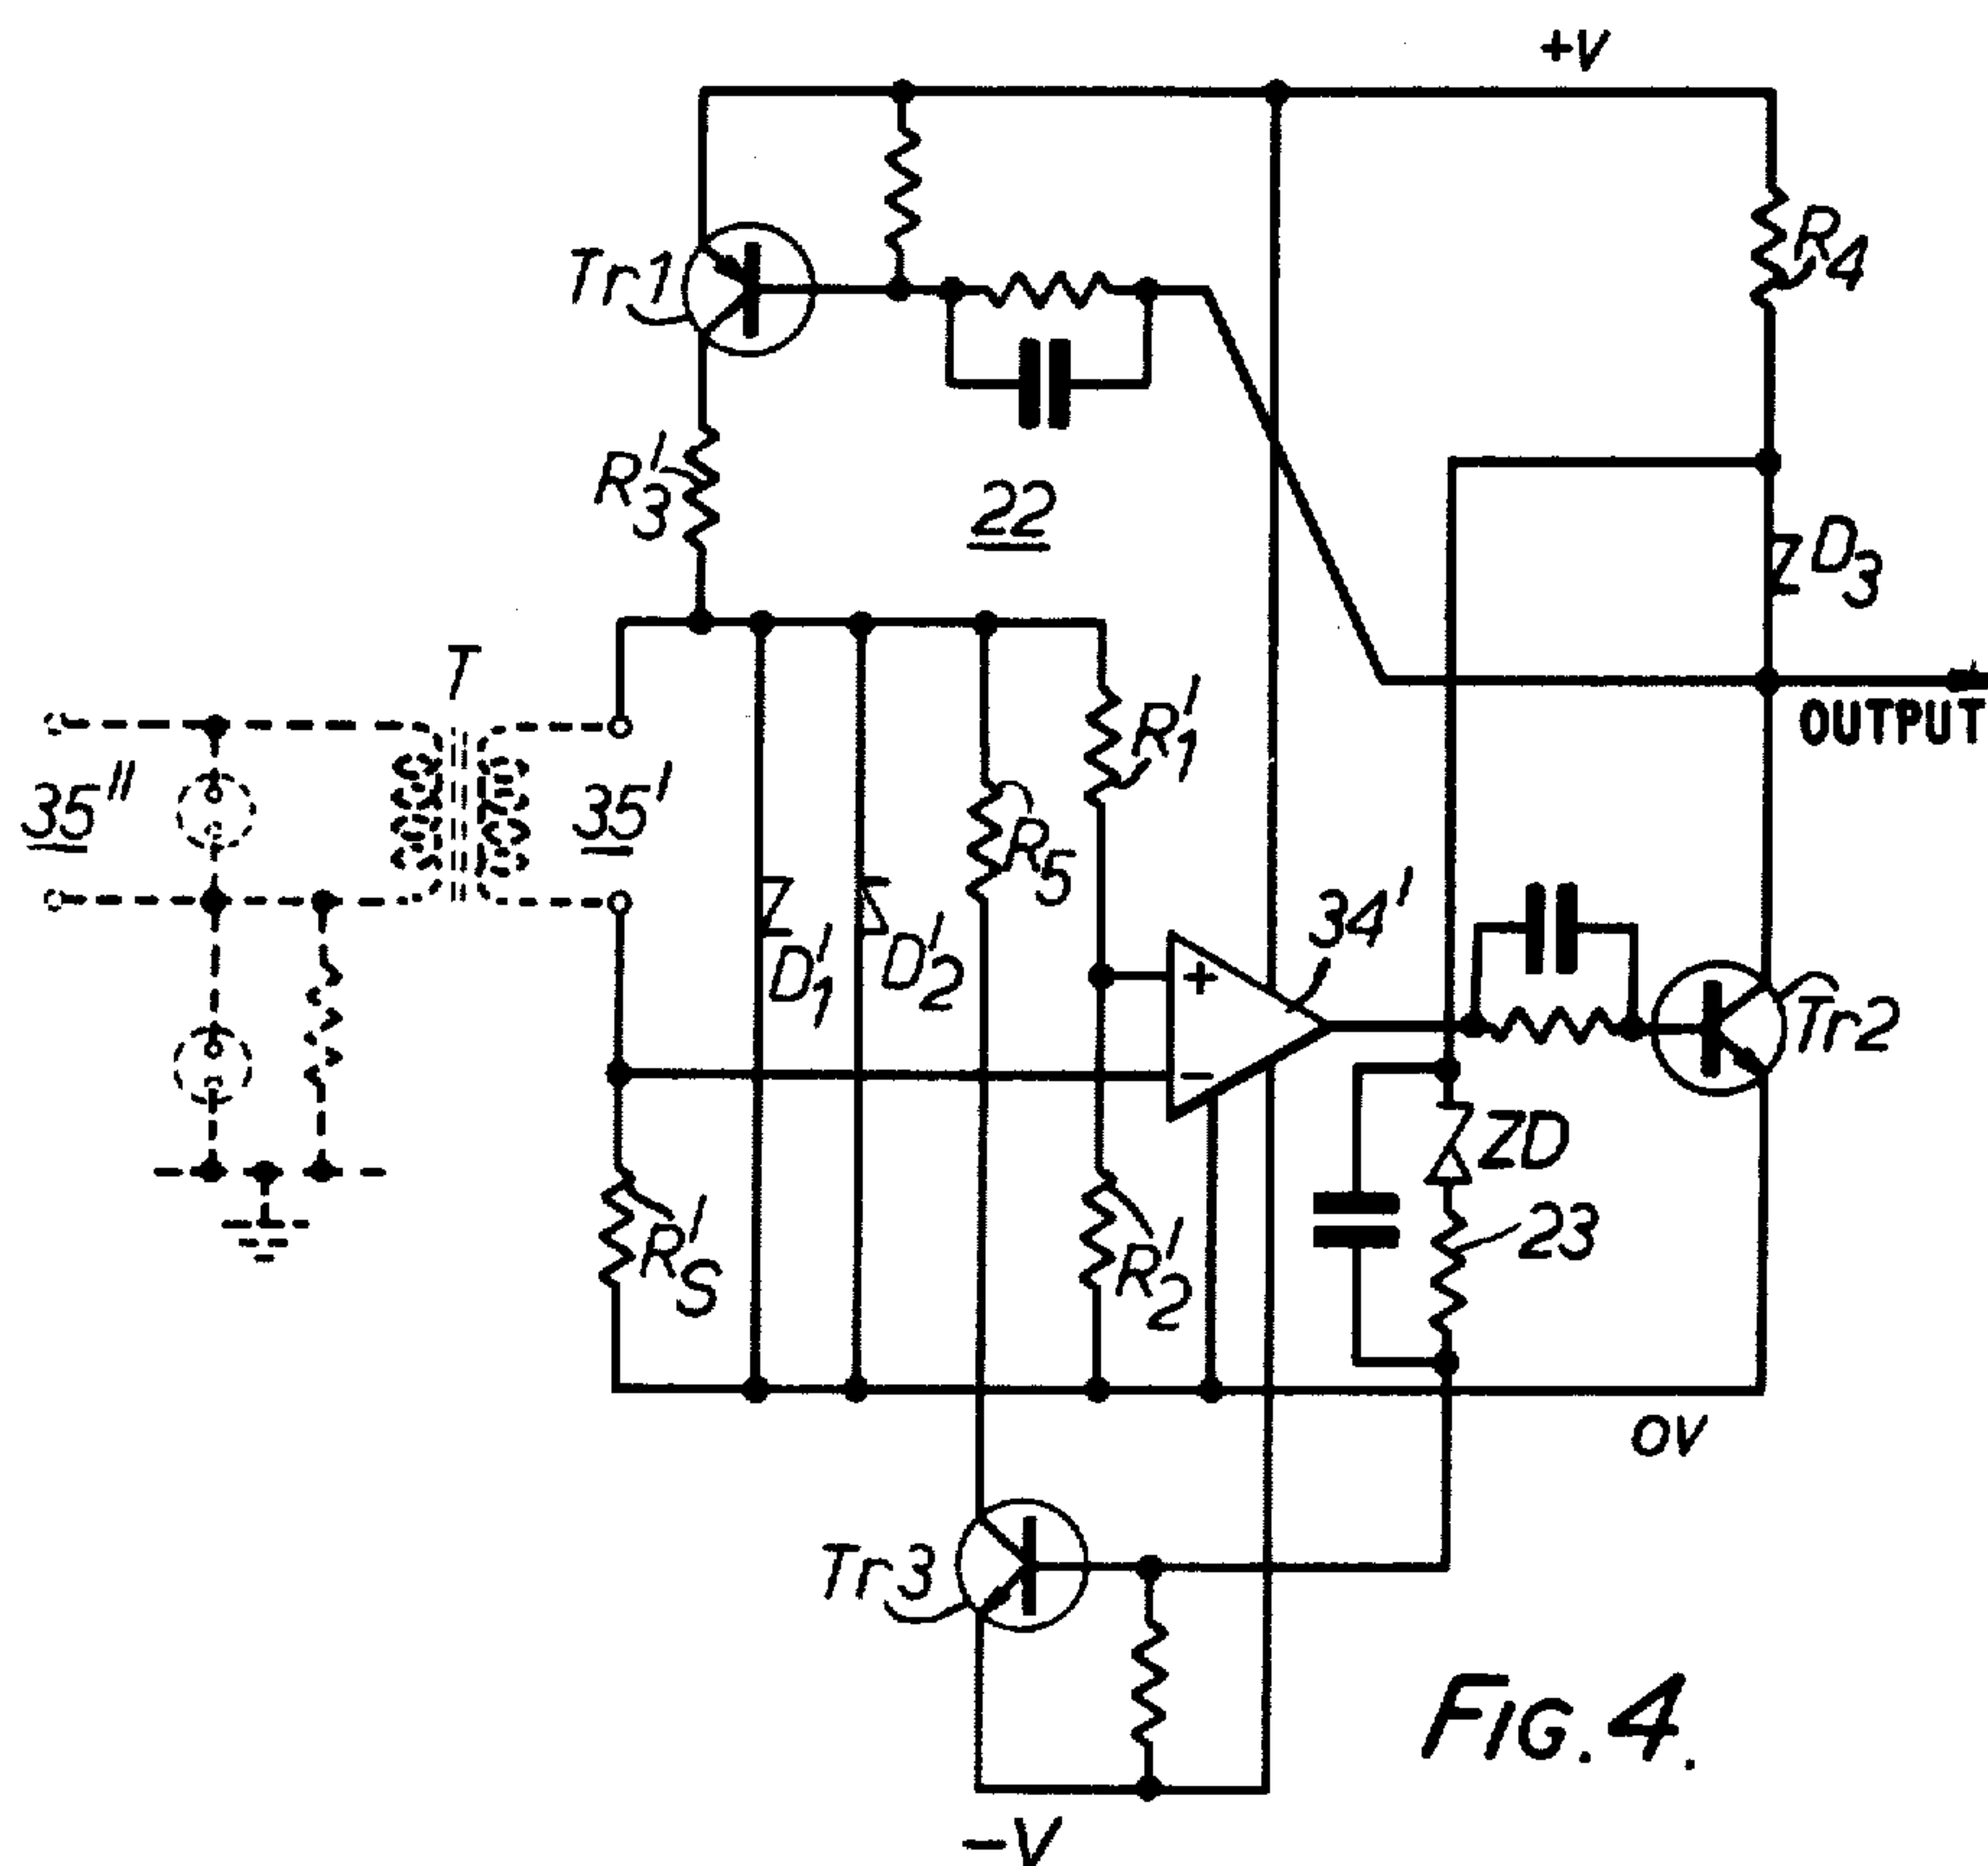 +V
Tr1
R4
R'3
22
D3
T
OUTPUT
35"
35'
R'1
R5
34'
D'1
D'2
+
−
Tr2
ZD
23
R'S
R'2
0V
Tr3
FIG.4.
−V